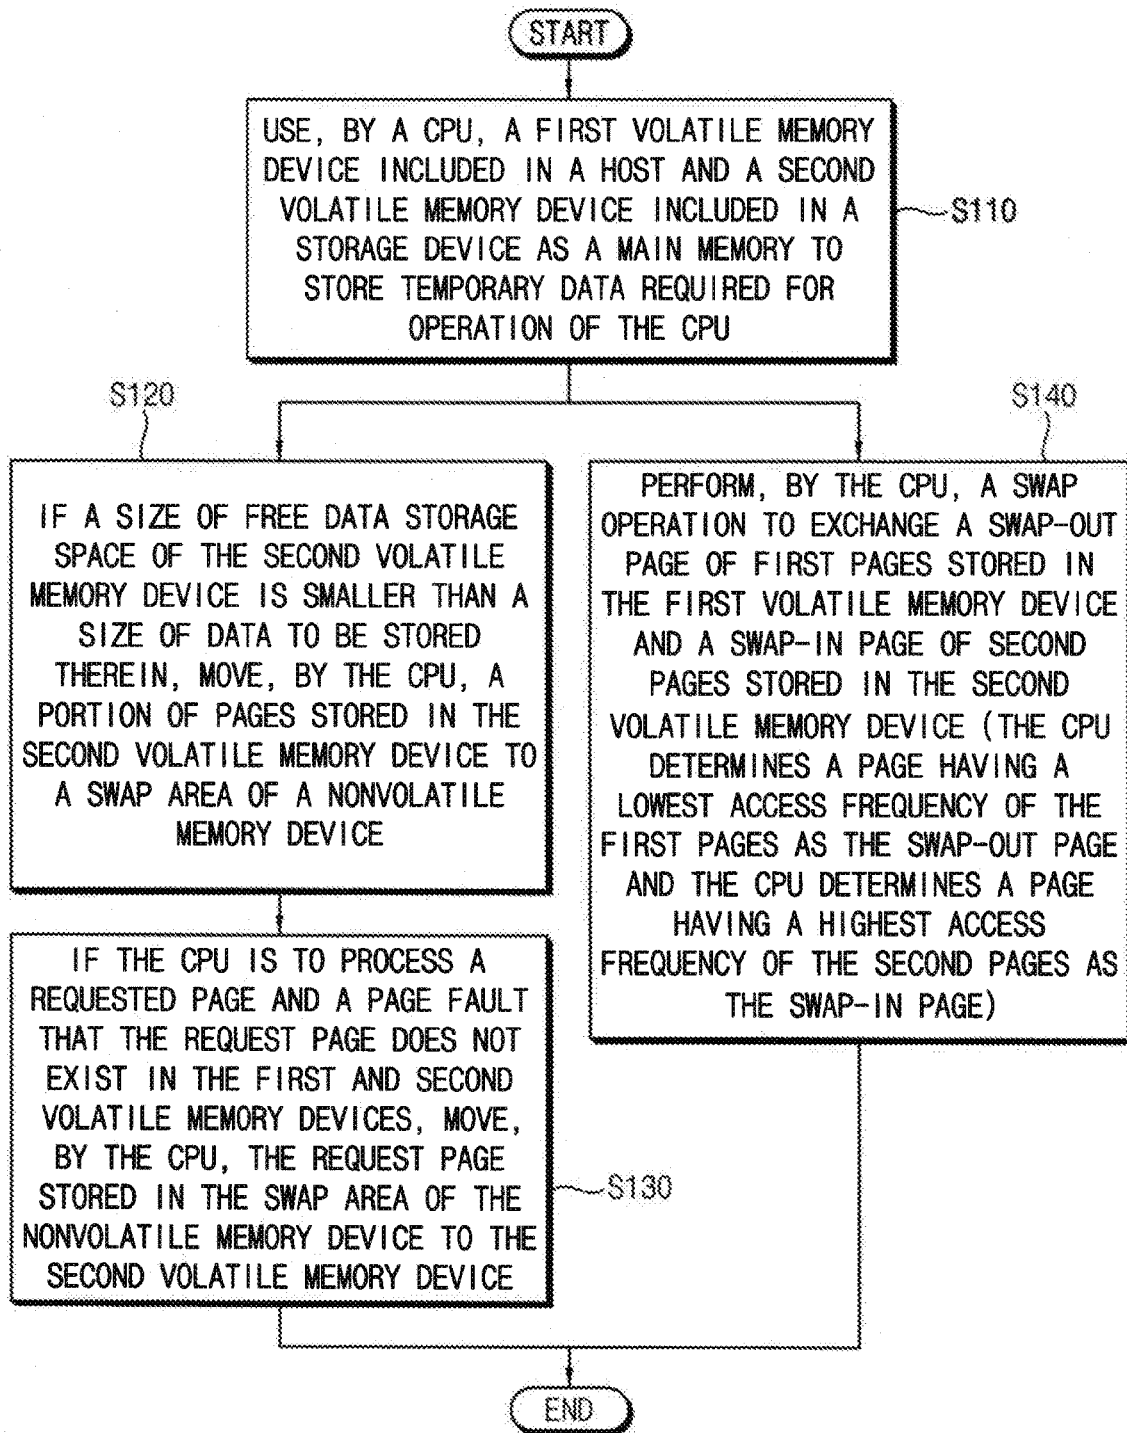 START
USE, BY A CPU, A FIRST VOLATILE MEMORY
DEVICE INCLUDED IN A HOST AND A SECOND
VOLATILE MEMORY DEVICE INCLUDED IN A
STORAGE DEVICE AS A MAIN MEMORY TO
STORE TEMPORARY DATA REQUIRED FOR
OPERATION OF THE CPU
S110
S120
IF A SIZE OF FREE DATA STORAGE
SPACE OF THE SECOND VOLATILE
MEMORY DEVICE IS SMALLER THAN A
SIZE OF DATA TO BE STORED
THEREIN, MOVE, BY THE CPU, A
PORTION OF PAGES STORED IN THE
SECOND VOLATILE MEMORY DEVICE TO
A SWAP AREA OF A NONVOLATILE
MEMORY DEVICE
IF THE CPU IS TO PROCESS A
REQUESTED PAGE AND A PAGE FAULT
THAT THE REQUEST PAGE DOES NOT
EXIST IN THE FIRST AND SECOND
VOLATILE MEMORY DEVICES, MOVE,
BY THE CPU, THE REQUEST PAGE
STORED IN THE SWAP AREA OF THE
NONVOLATILE MEMORY DEVICE TO THE
SECOND VOLATILE MEMORY DEVICE
S130
S140
PERFORM, BY THE CPU, A SWAP
OPERATION TO EXCHANGE A SWAP-OUT
PAGE OF FIRST PAGES STORED IN
THE FIRST VOLATILE MEMORY DEVICE
AND A SWAP-IN PAGE OF SECOND
PAGES STORED IN THE SECOND
VOLATILE MEMORY DEVICE (THE CPU
DETERMINES A PAGE HAVING A
LOWEST ACCESS FREQUENCY OF THE
FIRST PAGES AS THE SWAP-OUT PAGE
AND THE CPU DETERMINES A PAGE
HAVING A HIGHEST ACCESS
FREQUENCY OF THE SECOND PAGES AS
THE SWAP-IN PAGE)
END